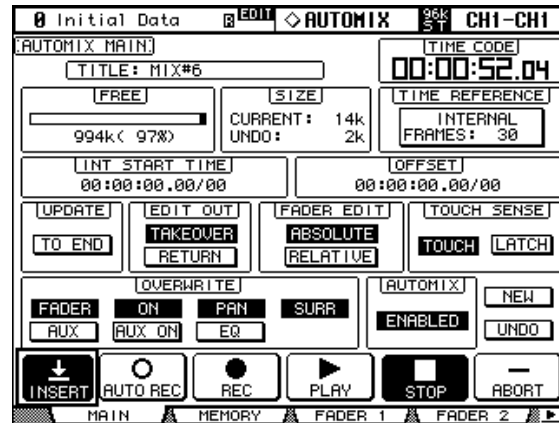 0 Initial Data R EDIT ◇AUTOMIX 96k ST CH1-CH1
AUTOMIX MAIN
TITLE: MIX#6
TIME CODE
00:00:52.04
FREE
994k( 97%)
SIZE
CURRENT: 14k
UNDO: 2k
TIME REFERENCE
INTERNAL
FRAMES: 30
INT START TIME
00:00:00.00/00
OFFSET
00:00:00.00/00
UPDATE
TO END
EDIT OUT
TAKEOVER
RETURN
FADER EDIT
ABSOLUTE
RELATIVE
TOUCH SENSE
TOUCH LATCH
OVERWRITE
FADER ON PAN SURR
AUX AUX ON EQ
AUTOMIX
ENABLED
NEW
UNDO
INSERT AUTO REC REC PLAY STOP ABORT
MAIN MEMORY FADER 1 FADER 2